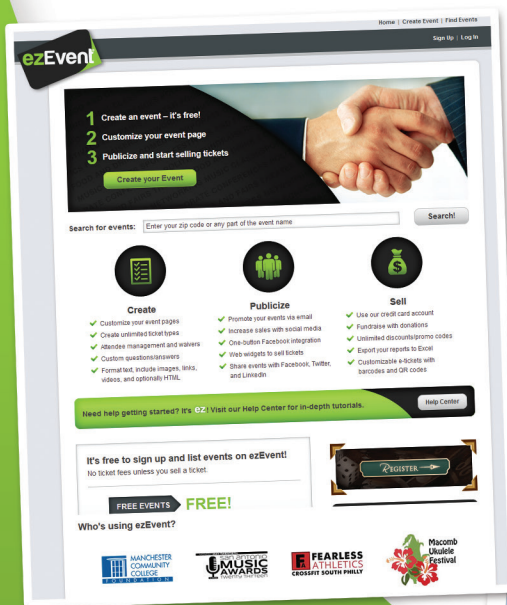 Home | Create Event | Find Events
Sign Up | Log In
ezEvent
1 Create an event – it's free!
2 Customize your event page
3 Publicize and start selling tickets
Create your Event
Search for events:
Enter your zip code or any part of the event name
Search!
Create
Customize your event pages
Create unlimited ticket types
Attendee management and waivers
Custom questions/answers
Format text, include images, links,
videos, and optionally HTML
Publicize
Promote your events via email
Increase sales with social media
One-button Facebook integration
Web widgets to sell tickets
Share events with Facebook, Twitter,
and LinkedIn
Sell
Use our credit card account
Fundraise with donations
Unlimited discounts/promo codes
Export your reports to Excel
Customizable e-tickets with
barcodes and QR codes
Need help getting started? It's ez! Visit our Help Center for in-depth tutorials.
Help Center
It's free to sign up and list events on ezEvent!
No ticket fees unless you sell a ticket.
FREE EVENTS
FREE!
REGISTER
Who's using ezEvent?
MANCHESTER
COMMUNITY
COLLEGE
FOUNDATION
san antonio
MUSIC
AWARDS
TWENTY THIRTEEN
FEARLESS
ATHLETICS
CROSSFIT SOUTH PHILLY
Macomb
Ukulele
Festival